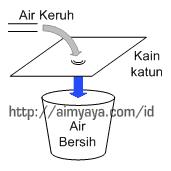 Air Keruh
Kain
katun
http://aimyaya.com/id
Air
Bersih